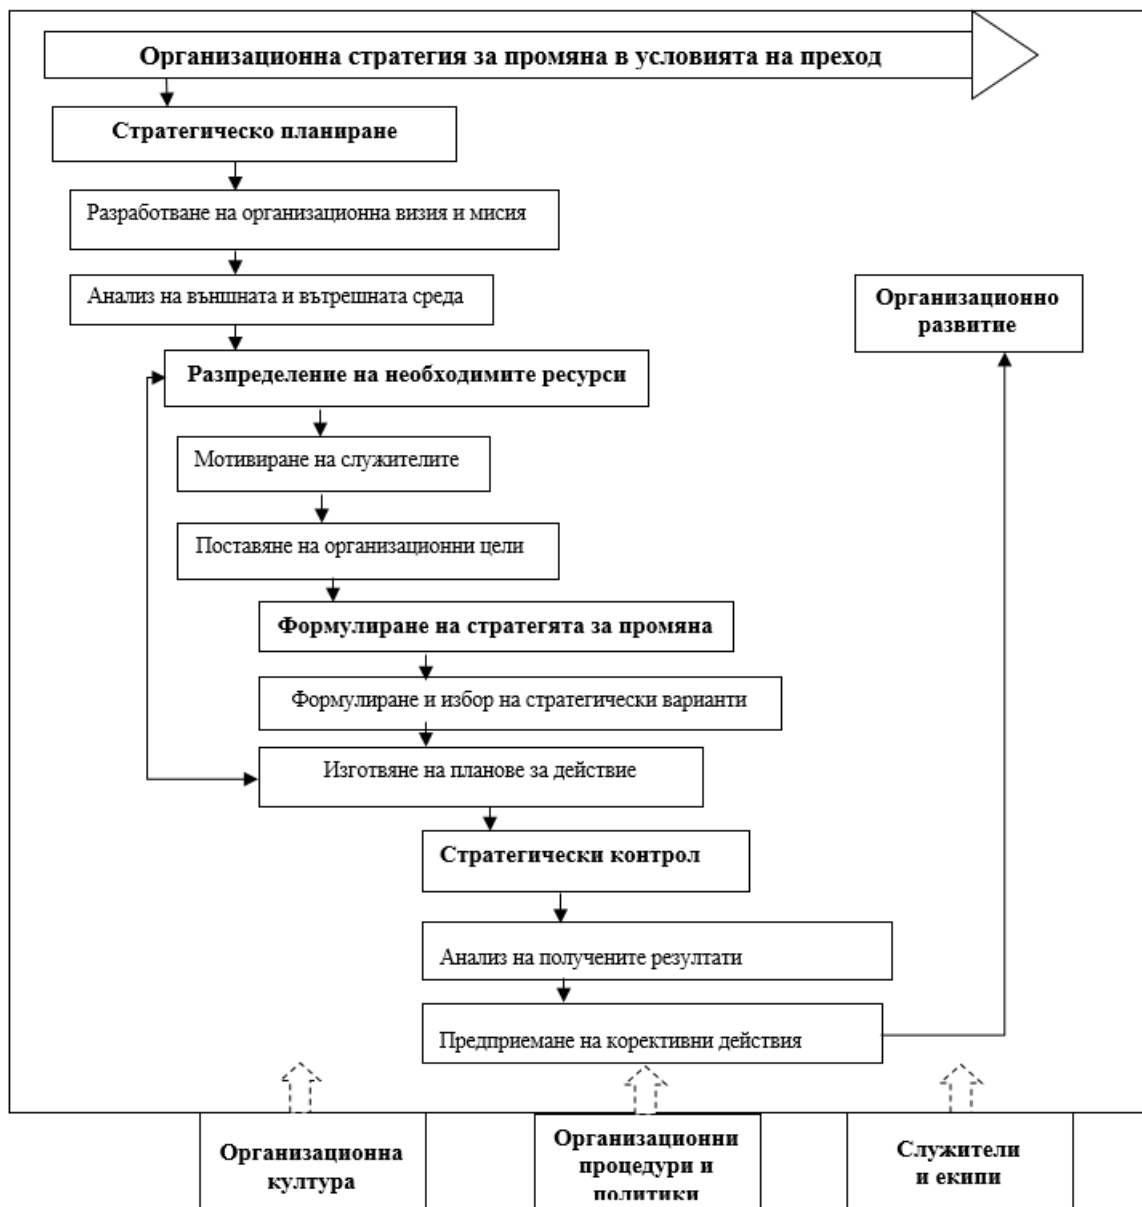 Организационна стратегия за промяна в условията на преход
Стратегическо планиране
Разработване на организационна визия и мисия
Анализ на външната и вътрешната среда
Организационно
развитие
Разпределение на необходимите ресурси
Мотивиране на служителите
Поставяне на организационни цели
Формулиране на стратегята за промяна
Формулиране и избор на стратегически варианти
Изготвяне на планове за действие
Стратегически контрол
Анализ на получените резултати
Предприемане на корективни действия
Организационна
култура
Организационни
процедури и
политики
Служители
и екипи